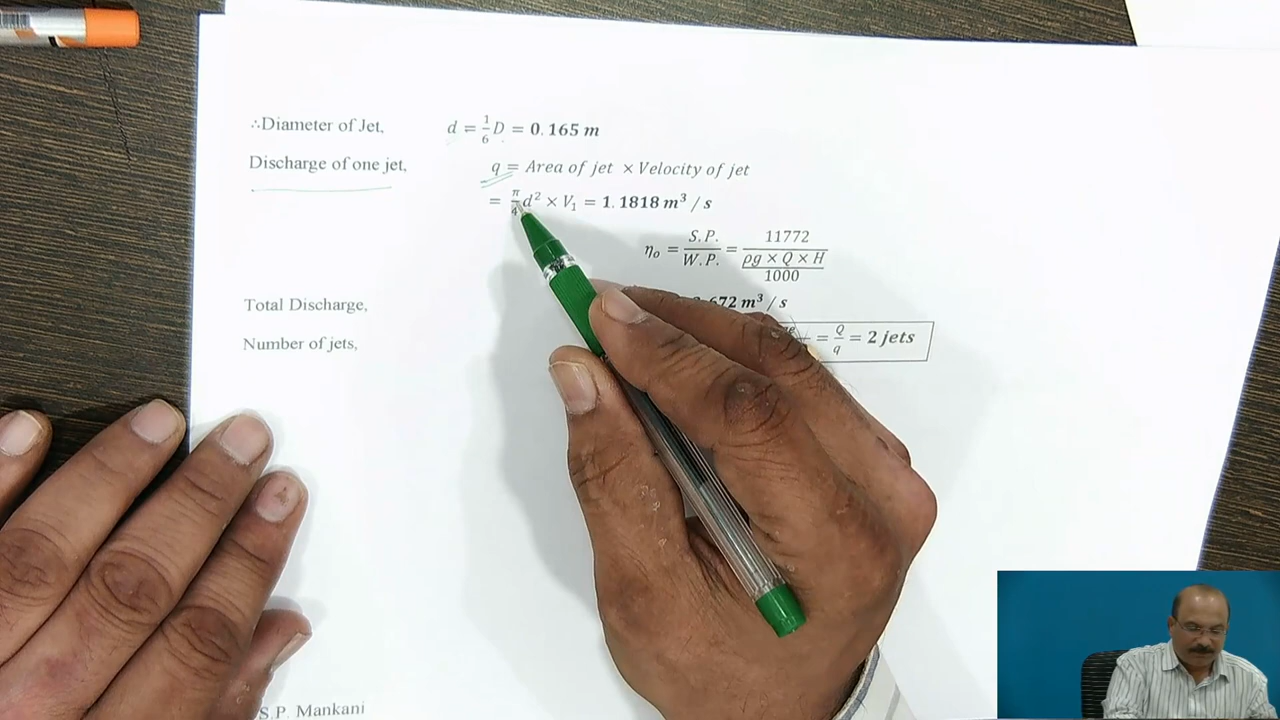 ∴Diameter of Jet, d = 1/6 D = 0.165 m
Discharge of one jet, q = Area of jet × Velocity of jet
= π/4 d² × V₁ = 1.1818 m³ / s
ηₒ = S.P./W.P. = 11772/(ρg × Q × H/1000)
Total Discharge, 672 m³ / s
Number of jets, = Q/q = 2 jets
S.P. Mankani